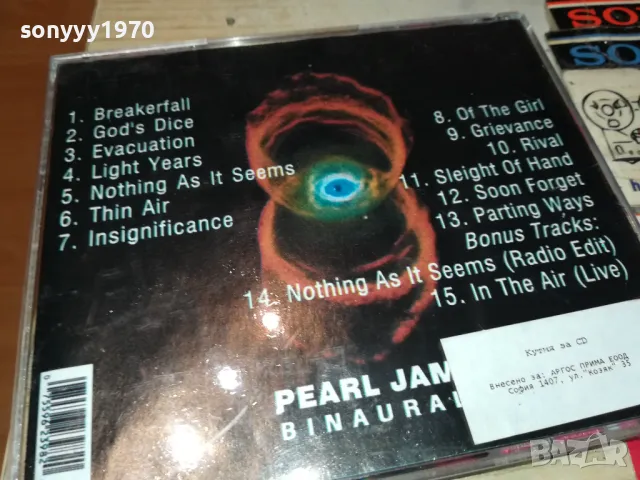 sonyyy1970
1. Breakerfall
2. God's Dice
3. Evacuation
4. Light Years
5. Nothing As It Seems
6. Thin Air
7. Insignificance
8. Of The Girl
9. Grievance
10. Rival
11. Sleight Of Hand
12. Soon Forget
13. Parting Ways
Bonus Tracks:
14. Nothing As It Seems (Radio Edit)
15. In The Air (Live)
PEARL JAM
BINAURAL
Кутия за CD
Внесено за: АРГОС ПРИМА ЕООД
София 1407, ул."козяк" 35
SO
SO
bazar